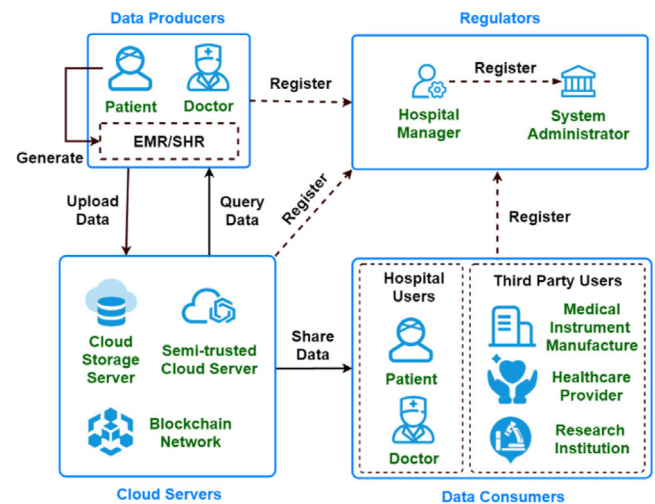 Data Producers
Regulators
Patient
Doctor
EMR/SHR
Generate
Register
Hospital
Manager
Register
System
Administrator
Upload
Data
Query
Data
Register
Register
Cloud
Storage
Server
Semi-trusted
Cloud Server
Blockchain
Network
Cloud Servers
Share
Data
Hospital
Users
Patient
Doctor
Third Party Users
Medical
Instrument
Manufacture
Healthcare
Provider
Research
Institution
Data Consumers